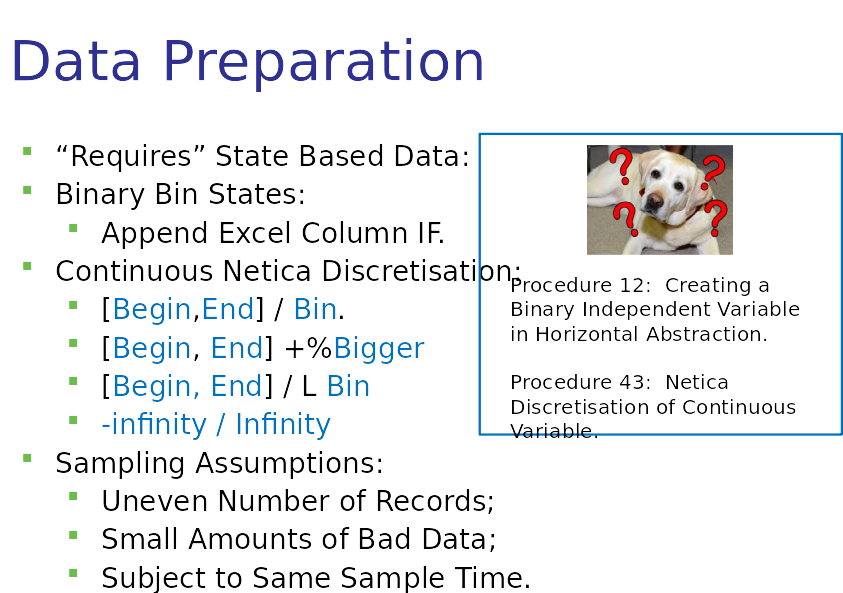 Data Preparation
“Requires” State Based Data:
Binary Bin States:
Append Excel Column IF.
Continuous Netica Discretisation:
[Begin,End] / Bin.
[Begin, End] +%Bigger
[Begin, End] / L Bin
-infinity / Infinity
Sampling Assumptions:
Uneven Number of Records;
Small Amounts of Bad Data;
Subject to Same Sample Time.
? ? ? ?
Procedure 12:  Creating a
Binary Independent Variable
in Horizontal Abstraction.
Procedure 43:  Netica
Discretisation of Continuous
Variable.